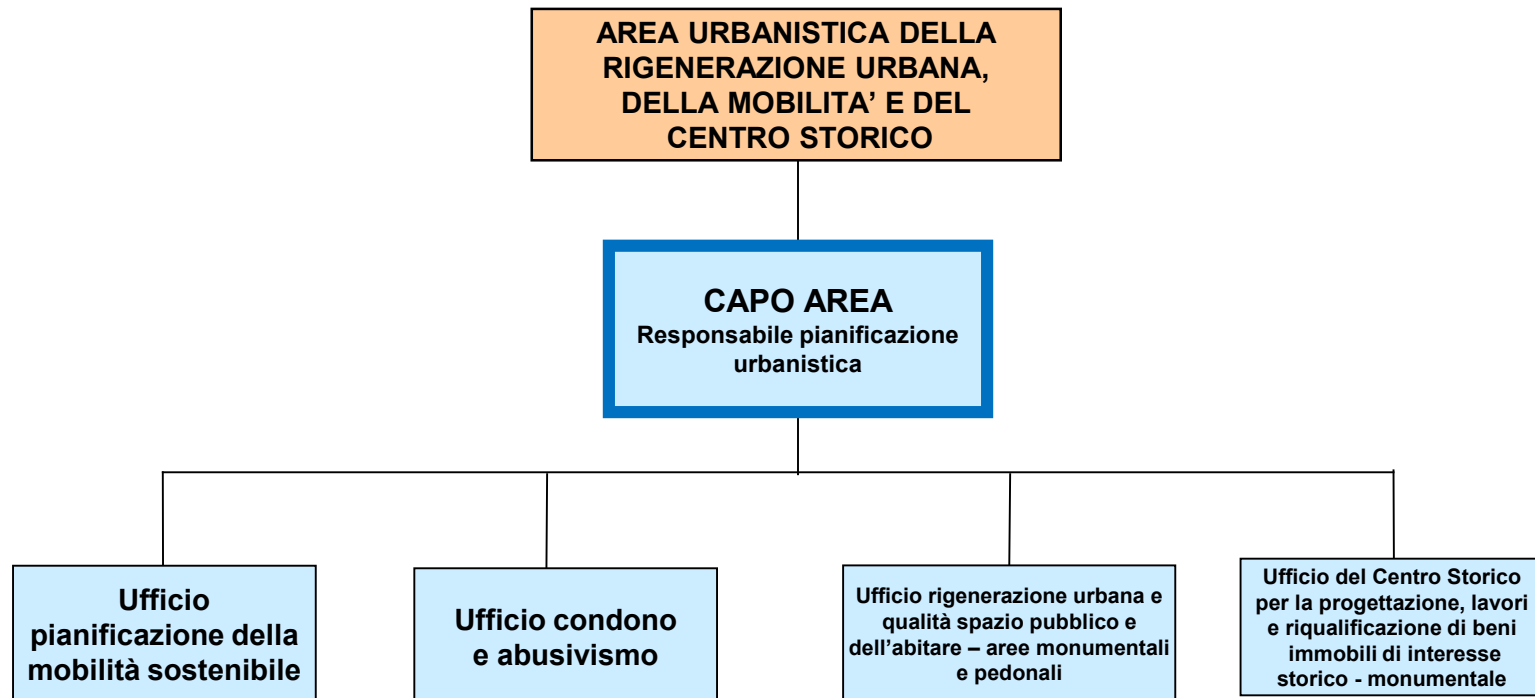 AREA URBANISTICA DELLA
RIGENERAZIONE URBANA,
DELLA MOBILITA’ E DEL
CENTRO STORICO
CAPO AREA
Responsabile pianificazione
urbanistica
Ufficio
pianificazione della
mobilità sostenibile
Ufficio condono
e abusivismo
Ufficio rigenerazione urbana e
qualità spazio pubblico e
dell’abitare – aree monumentali
e pedonali
Ufficio del Centro Storico
per la progettazione, lavori
e riqualificazione di beni
immobili di interesse
storico - monumentale